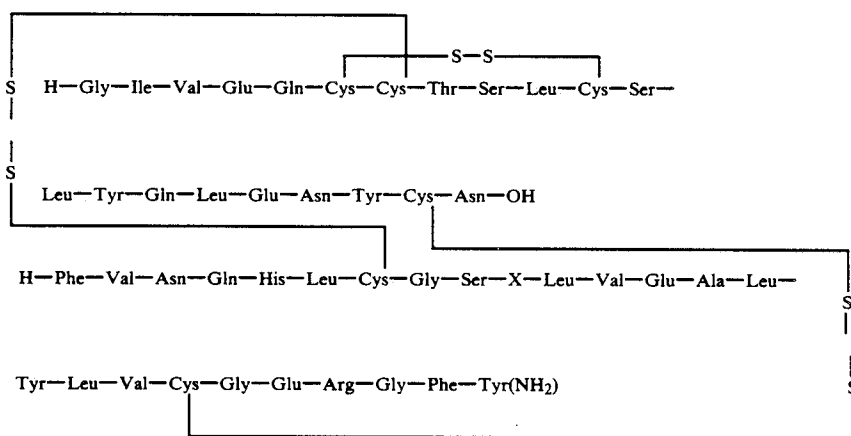 S—S
S H—Gly—Ile—Val—Glu—Gln—Cys—Cys—Thr—Ser—Leu—Cys—Ser—
S
Leu—Tyr—Gln—Leu—Glu—Asn—Tyr—Cys—Asn—OH
H—Phe—Val—Asn—Gln—His—Leu—Cys—Gly—Ser—X—Leu—Val—Glu—Ala—Leu—
S
Tyr—Leu—Val—Cys—Gly—Glu—Arg—Gly—Phe—Tyr(NH₂)
S